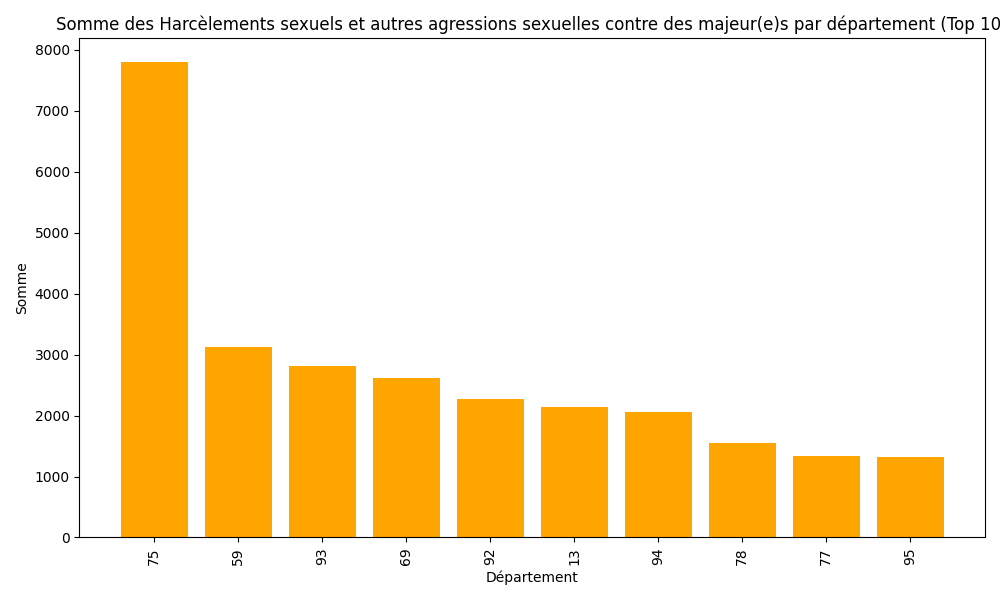 Somme des Harcèlements sexuels et autres agressions sexuelles contre des majeur(e)s par département (Top 10
8000
7000
6000
5000
4000
3000
2000
1000
0
Somme
75 59 93 69 92 13 94 78 77 95
Département